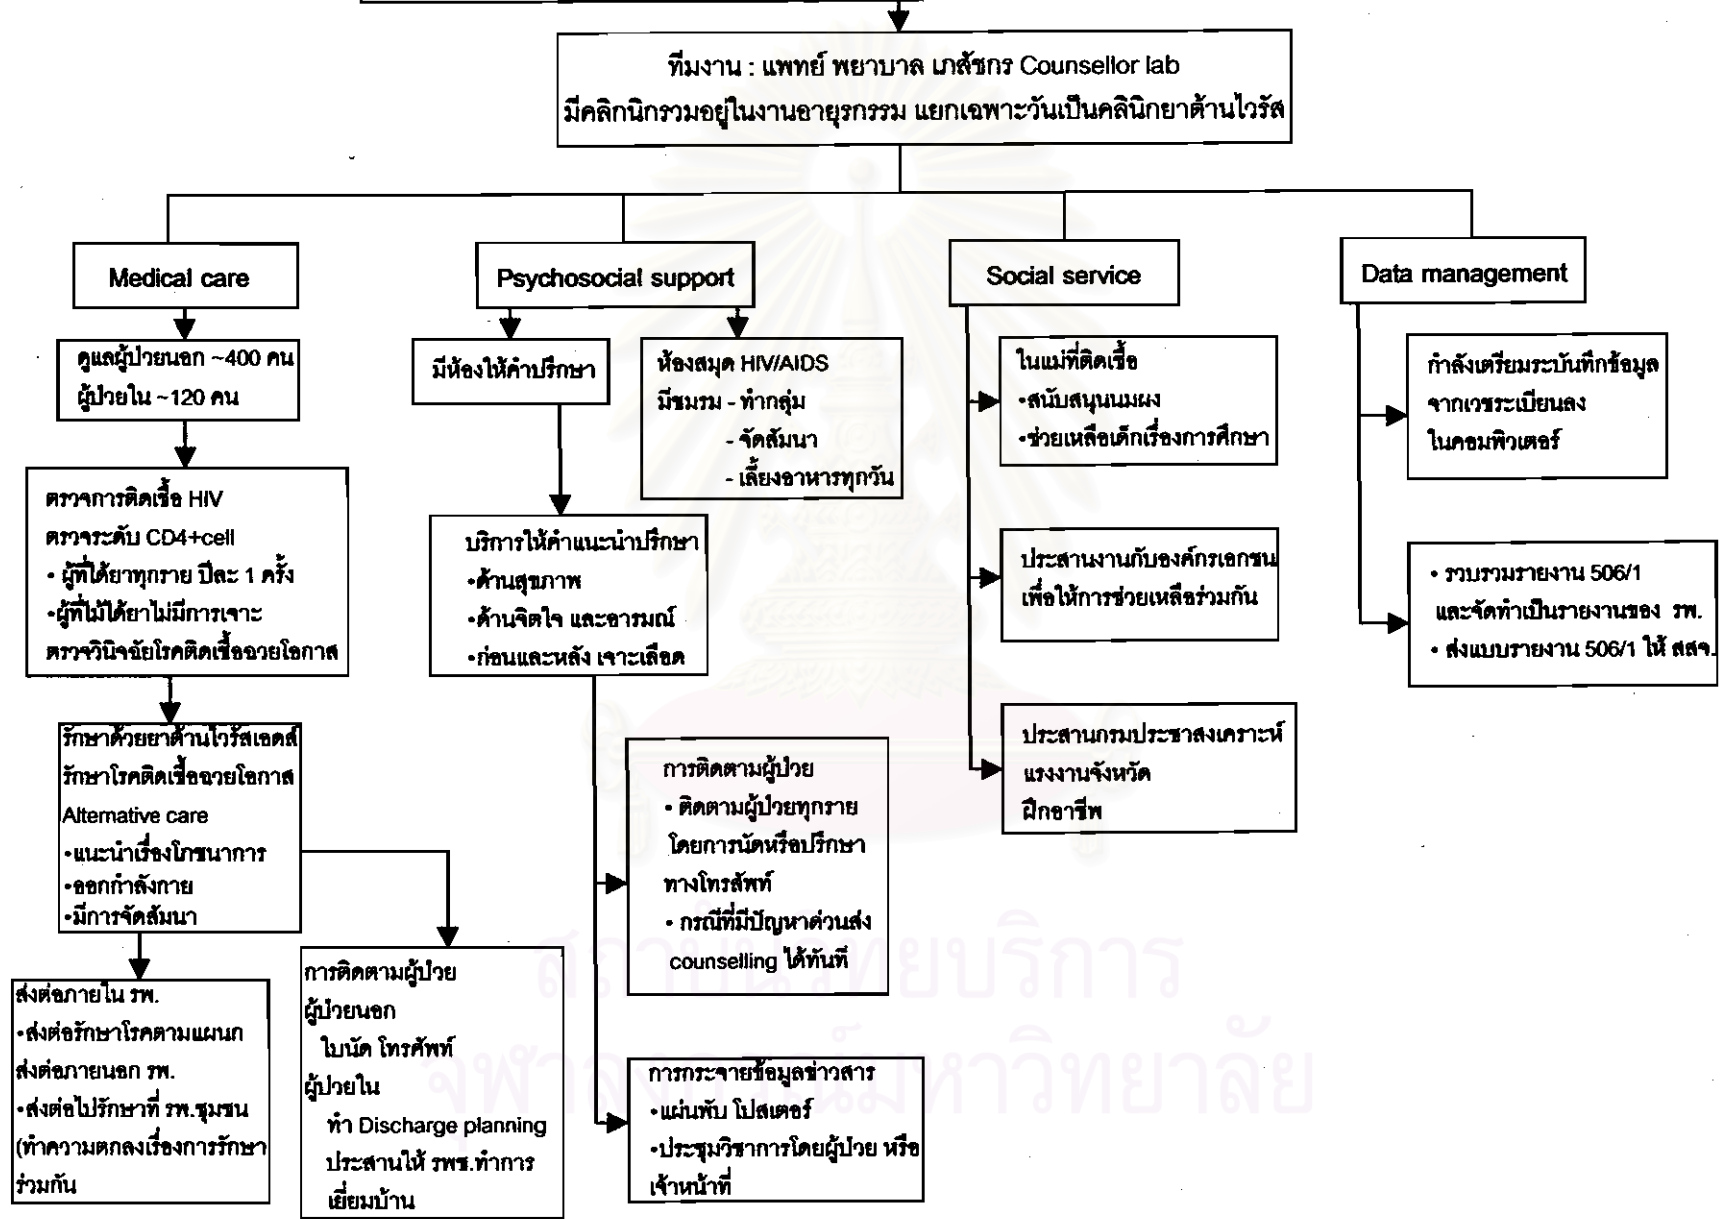 ทีมงาน : แพทย์ พยาบาล เภสัชกร Counsellor lab
มีคลิกนิกรวมอยู่ในงานอายุรกรรม แยกเฉพาะวันเป็นคลินิกยาต้านไวรัส
Medical care
ดูแลผู้ป่วยนอก ~400 คน
ผู้ป่วยใน ~120 คน
ตรวจการติดเชื้อ HIV
ตรวจระดับ CD4+cell
• ผู้ที่ได้ยาทุกราย ปีละ 1 ครั้ง
•ผู้ที่ไม่ได้ยาไม่มีการเจาะ
ตรวจวินิจฉัยโรคติดเชื้อฉวยโอกาส
รักษาด้วยยาต้านไวรัสเอดส์
รักษาโรคติดเชื้อฉวยโอกาส
Alternative care
•แนะนำเรื่องโภชนาการ
•ออกกำลังกาย
•มีการจัดสัมนา
ส่งต่อภายใน รพ.
•ส่งต่อรักษาโรคตามแผนก
ส่งต่อภายนอก รพ.
•ส่งต่อไปรักษาที่ รพ.ชุมชน
(ทำความตกลงเรื่องการรักษา
ร่วมกัน
การติดตามผู้ป่วย
ผู้ป่วยนอก
ใบนัด โทรศัพท์
ผู้ป่วยใน
ทำ Discharge planning
ประสานให้ รพช.ทำการ
เยี่ยมบ้าน
Psychosocial support
มีห้องให้คำปรึกษา
ห้องสมุด HIV/AIDS
มีชมรม - ทำกลุ่ม
- จัดสัมนา
- เลี้ยงอาหารทุกวัน
บริการให้คำแนะนำปรึกษา
•ด้านสุขภาพ
•ด้านจิตใจ และอารมณ์
•ก่อนและหลัง เจาะเลือด
การติดตามผู้ป่วย
• ติดตามผู้ป่วยทุกราย
โดยการนัดหรือปรึกษา
ทางโทรสัพท์
• กรณีที่มีปัญหาด่วนส่ง
counselling ได้ทันที
การกระจายข้อมูลข่าวสาร
•แผ่นพับ โปสเตอร์
•ประชุมวิชาการโดยผู้ป่วย หรือ
เจ้าหน้าที่
Social service
ในแม่ที่ติดเชื้อ
•สนับสนุนนมผง
•ช่วยเหลือเด็กเรื่องการศึกษา
ประสานงานกับองค์กรเอกชน
เพื่อให้การช่วยเหลือร่วมกัน
ประสานกรมประชาสงเคราะห์
แรงงานจังหวัด
ฝึกอาชีพ
Data management
กำลังเตรียมระบันทึกข้อมูล
จากเวชระเบียนลง
ในคอมพิวเตอร์
• รวบรวมรายงาน 506/1
และจัดทำเป็นรายงานของ รพ.
• ส่งแบบรายงาน 506/1 ให้ สสจ.
สถาบันวิทยบริการ
จุฬาลงกรณ์มหาวิทยาลัย